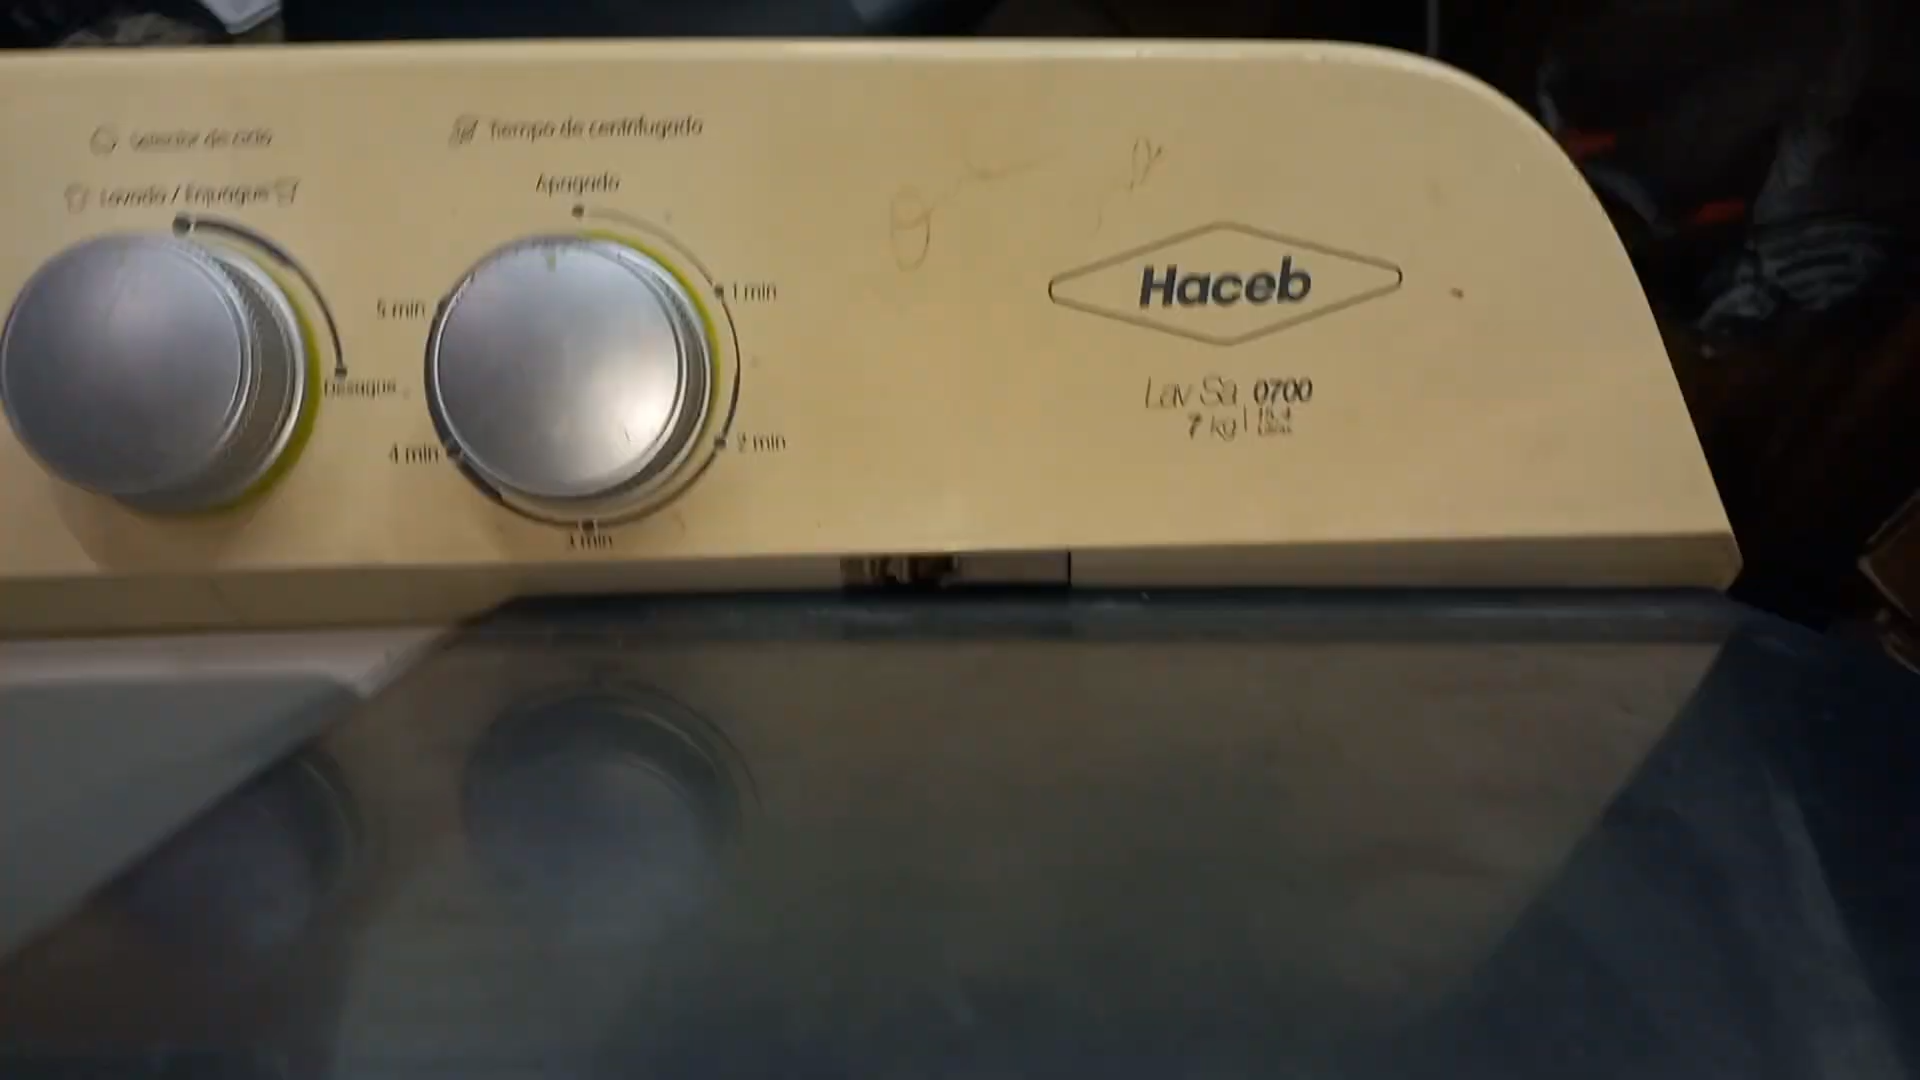 Selector de ciclo
Lavado / Enjuague
Desague
Tiempo de centrifugado
Apagado
1 min
2 min
3 min
4 min
5 min
Haceb
Lav Sa 0700
7 kg